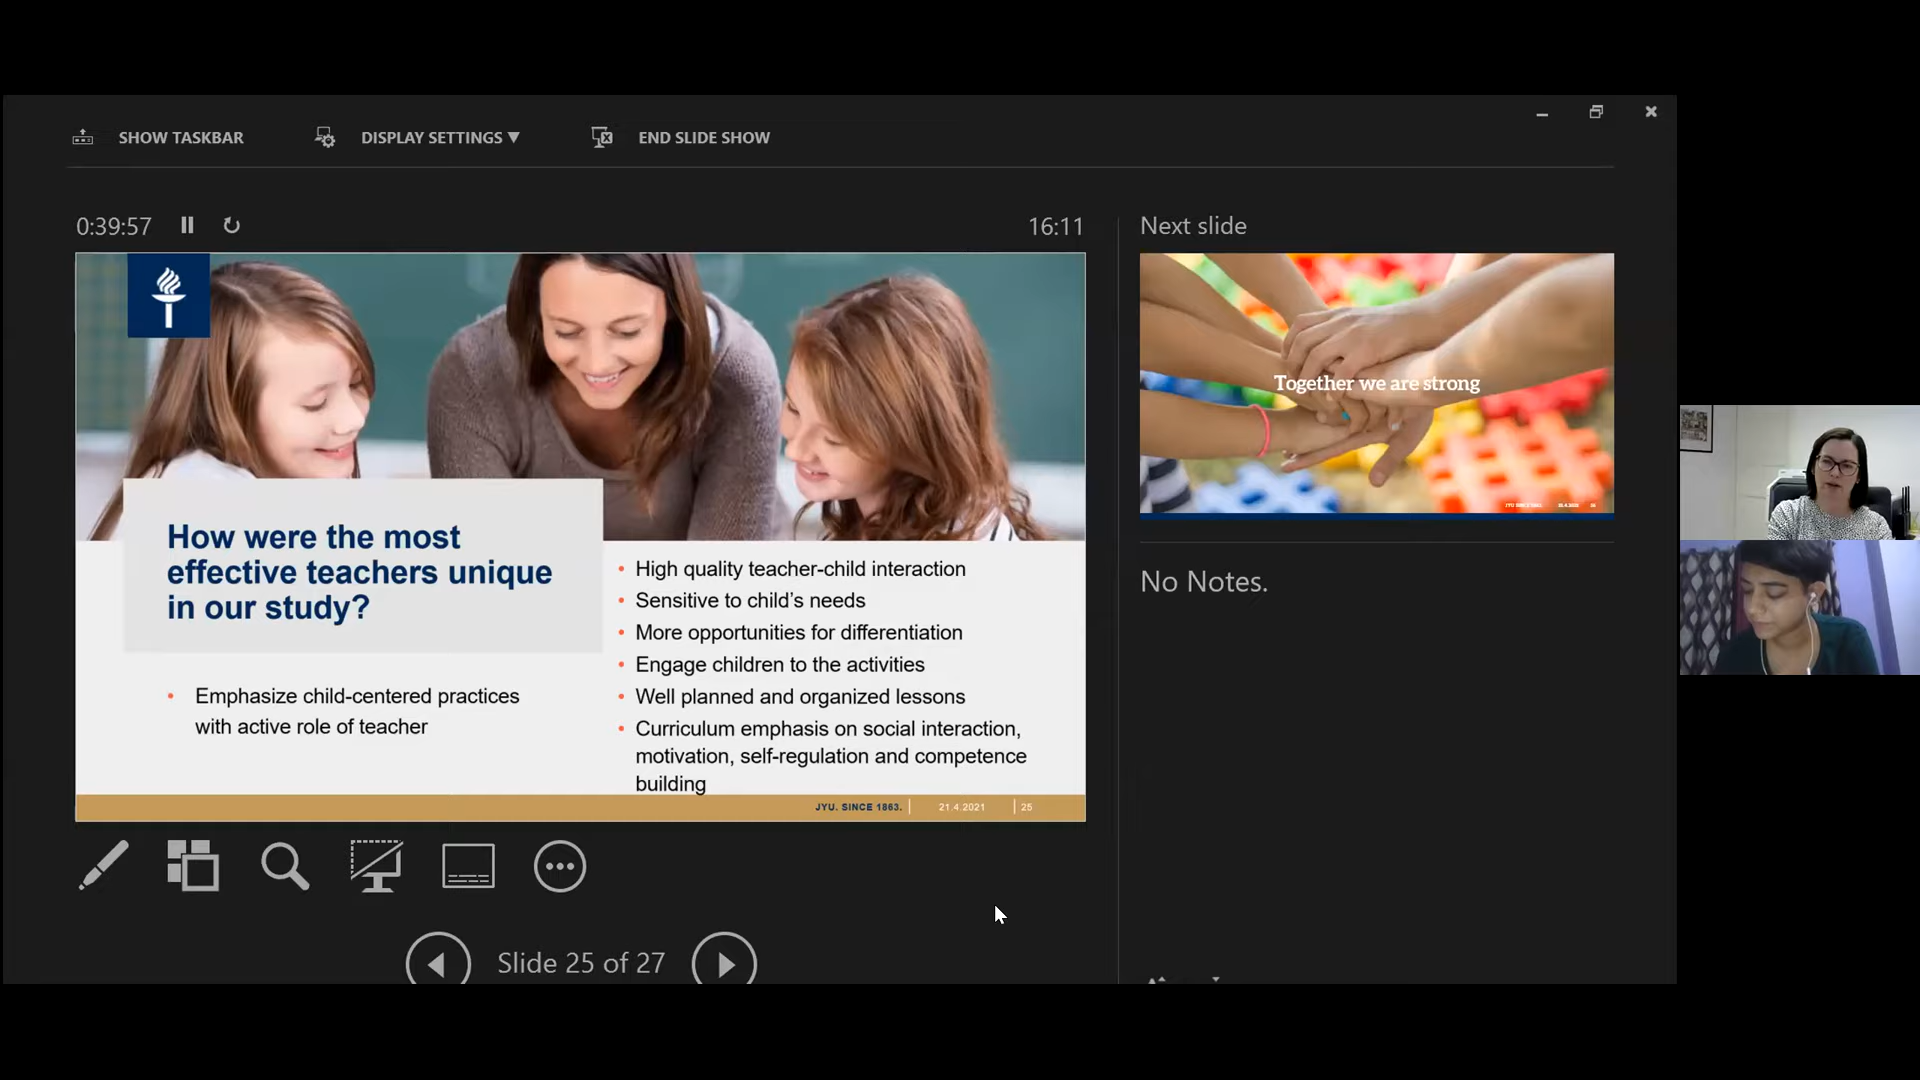 SHOW TASKBAR
DISPLAY SETTINGS ▼
END SLIDE SHOW
0:39:57
16:11
Next slide
How were the most
effective teachers unique
in our study?
• Emphasize child-centered practices
with active role of teacher
• High quality teacher-child interaction
• Sensitive to child’s needs
• More opportunities for differentiation
• Engage children to the activities
• Well planned and organized lessons
• Curriculum emphasis on social interaction,
motivation, self-regulation and competence
building
JYU. SINCE 1863.
21.4.2021
25
Together we are strong
JYU SINCE 1863.
No Notes.
Slide 25 of 27